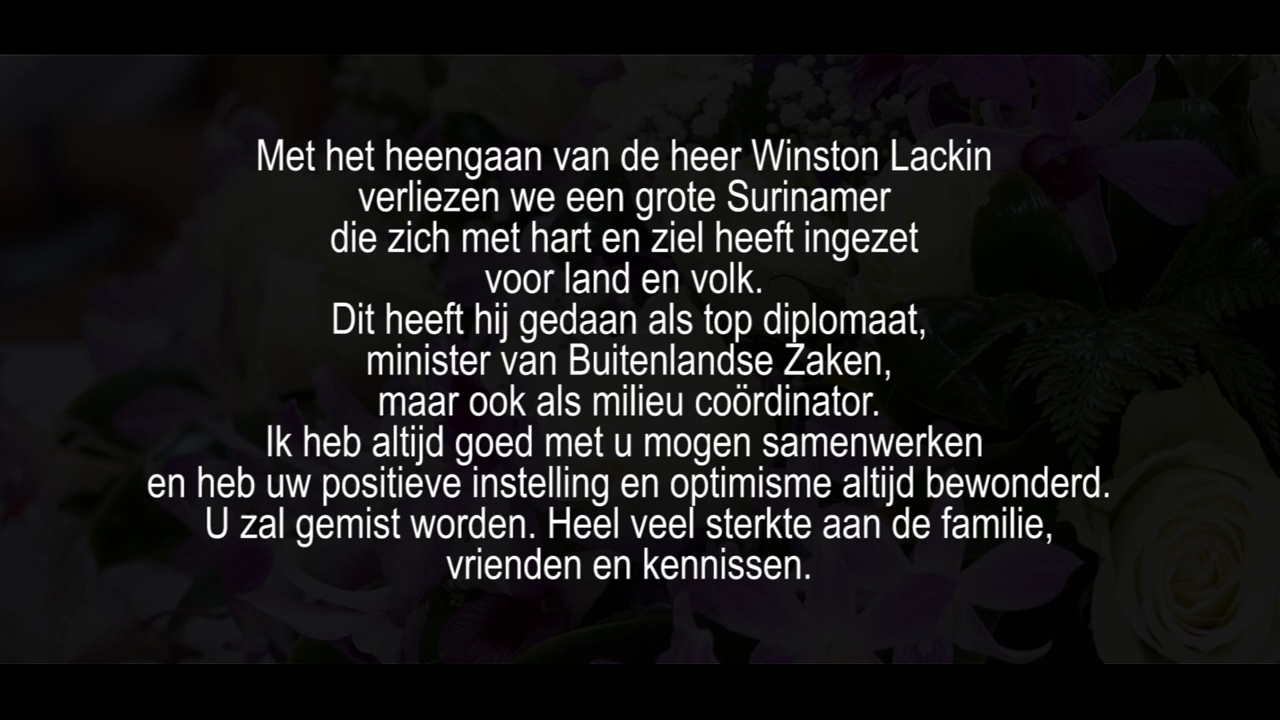 Met het heengaan van de heer Winston Lackin
verliezen we een grote Surinamer
die zich met hart en ziel heeft ingezet
voor land en volk.
Dit heeft hij gedaan als top diplomaat,
minister van Buitenlandse Zaken,
maar ook als milieu coördinator.
Ik heb altijd goed met u mogen samenwerken
en heb uw positieve instelling en optimisme altijd bewonderd.
U zal gemist worden. Heel veel sterkte aan de familie,
vrienden en kennissen.